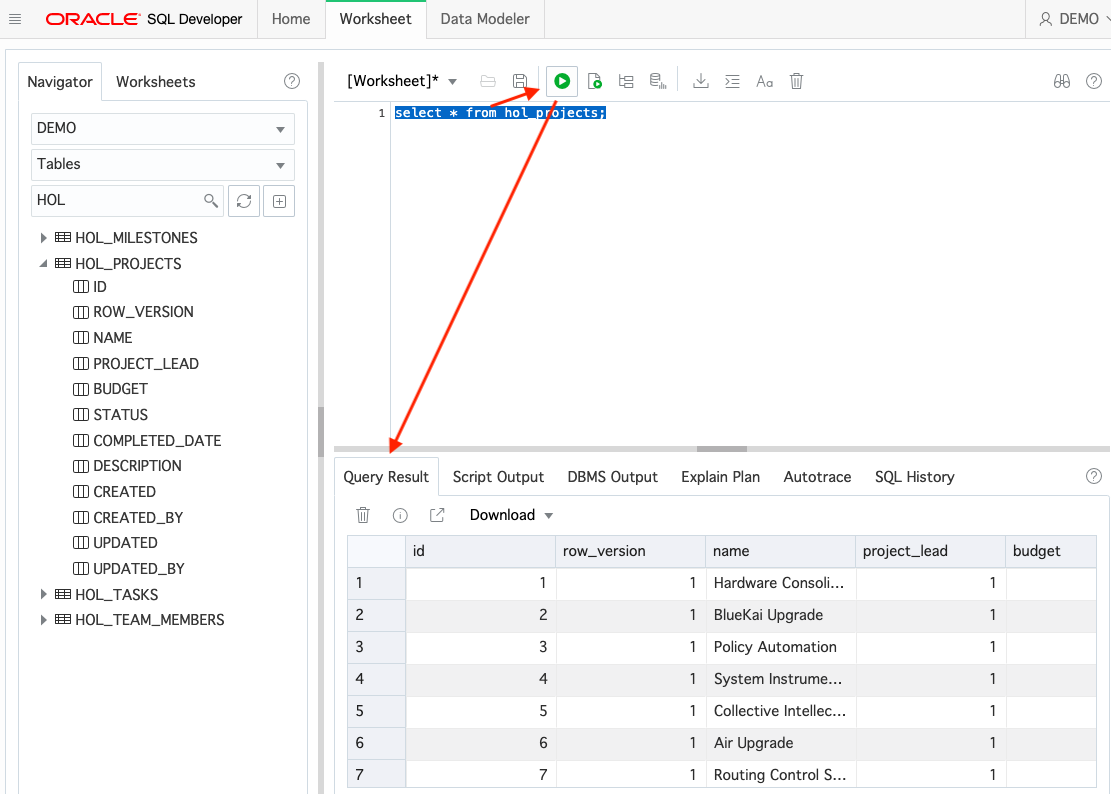 ORACLE SQL Developer Home Worksheet Data Modeler DEMO
Navigator Worksheets
DEMO
Tables
HOL
HOL_MILESTONES
HOL_PROJECTS
ID
ROW_VERSION
NAME
PROJECT_LEAD
BUDGET
STATUS
COMPLETED_DATE
DESCRIPTION
CREATED
CREATED_BY
UPDATED
UPDATED_BY
HOL_TASKS
HOL_TEAM_MEMBERS
[Worksheet]* Aa
1 select * from hol_projects;
Query Result Script Output DBMS Output Explain Plan Autotrace SQL History
Download
id row_version name project_lead budget
1 1 1 Hardware Consoli... 1
2 2 1 BlueKai Upgrade 1
3 3 1 Policy Automation 1
4 4 1 System Instrume... 1
5 5 1 Collective Intellec... 1
6 6 1 Air Upgrade 1
7 7 1 Routing Control S... 1